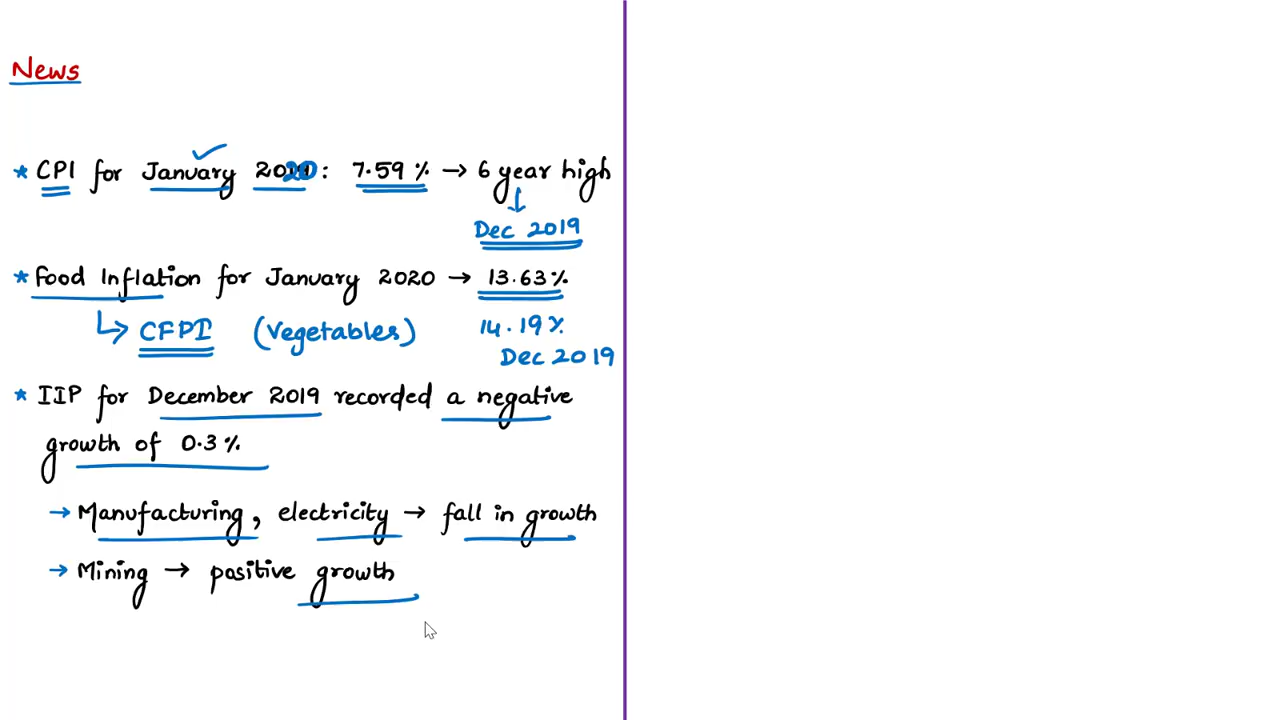 News
* CPI for January 2020 : 7.59 % → 6 year high
Dec 2019
* Food Inflation for January 2020 → 13.63%
↳ CFPI (Vegetables) 14.19%
Dec 2019
* IIP for December 2019 recorded a negative
growth of 0.3%
→ Manufacturing, electricity → fall in growth
→ Mining → positive growth